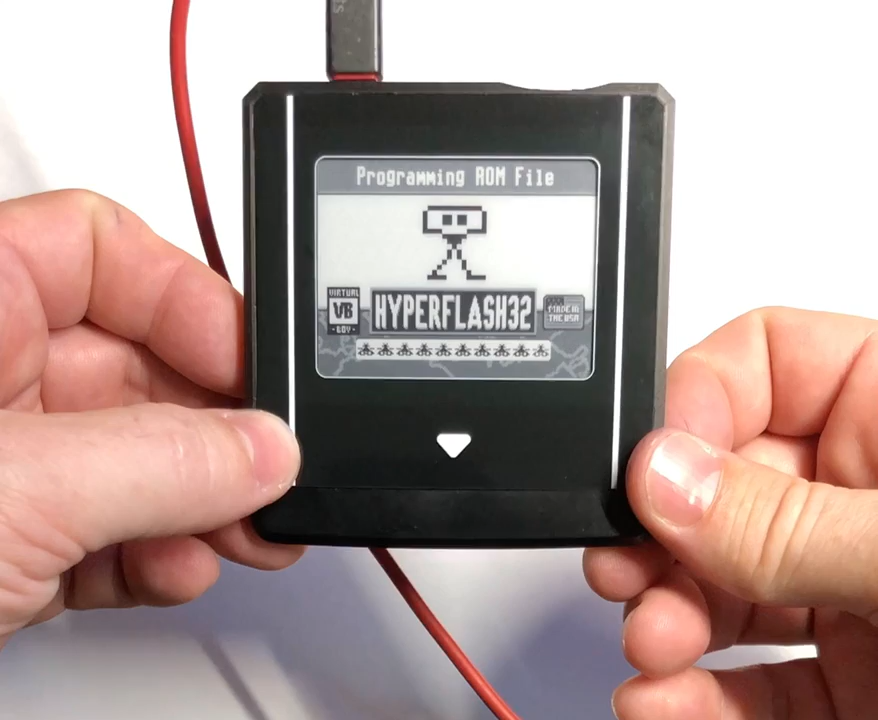 Programming ROM File
VIRTUAL
VB
BOY
HYPERFLASH32
MADE IN
THE USA